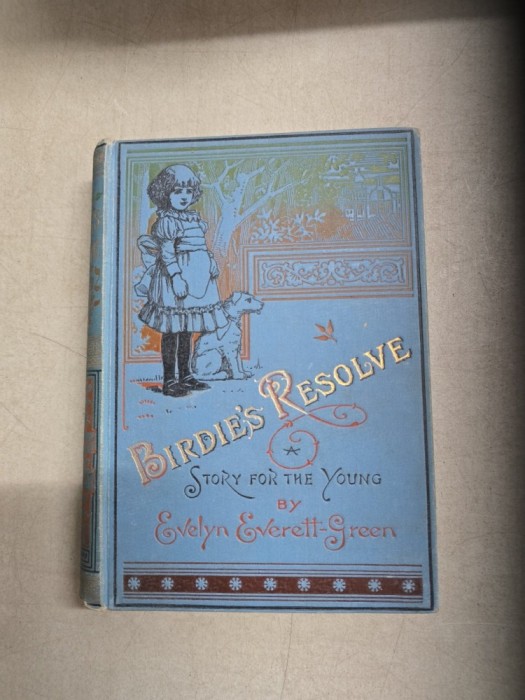 BIRDIE'S RESOLVE
A
STORY FOR THE YOUNG
BY
Evelyn Everett-Green